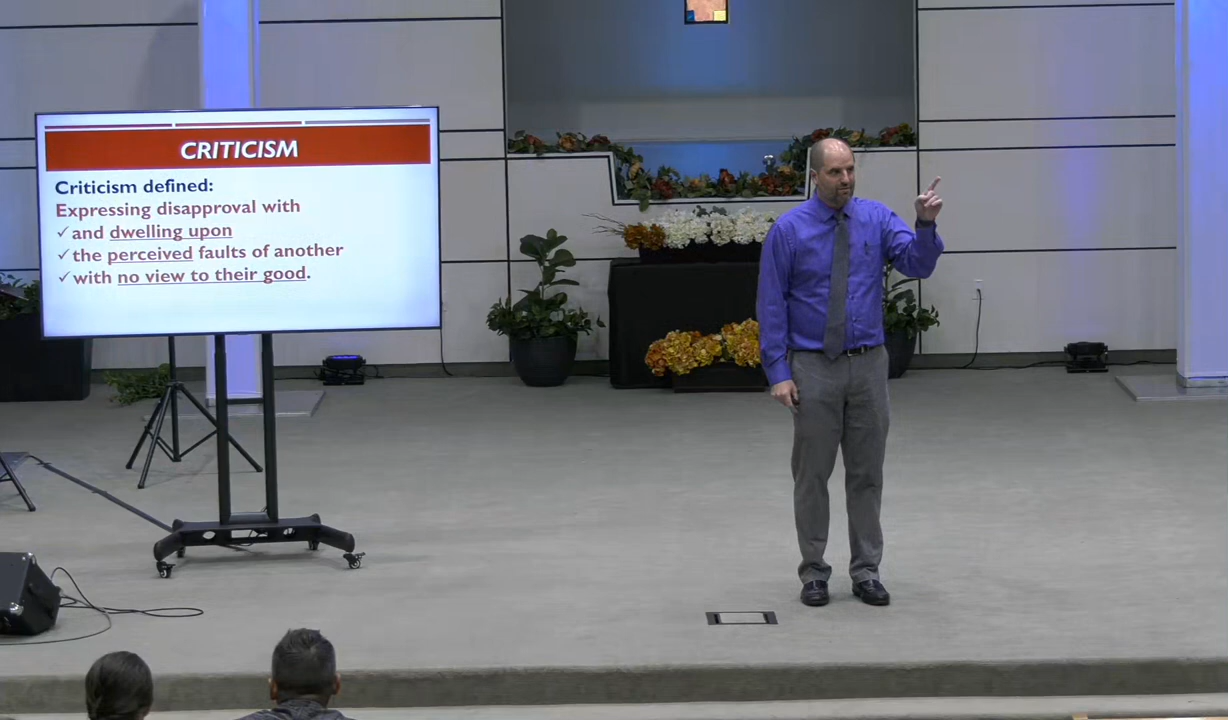 CRITICISM
Criticism defined:
Expressing disapproval with
✓ and dwelling upon
✓ the perceived faults of another
✓ with no view to their good.